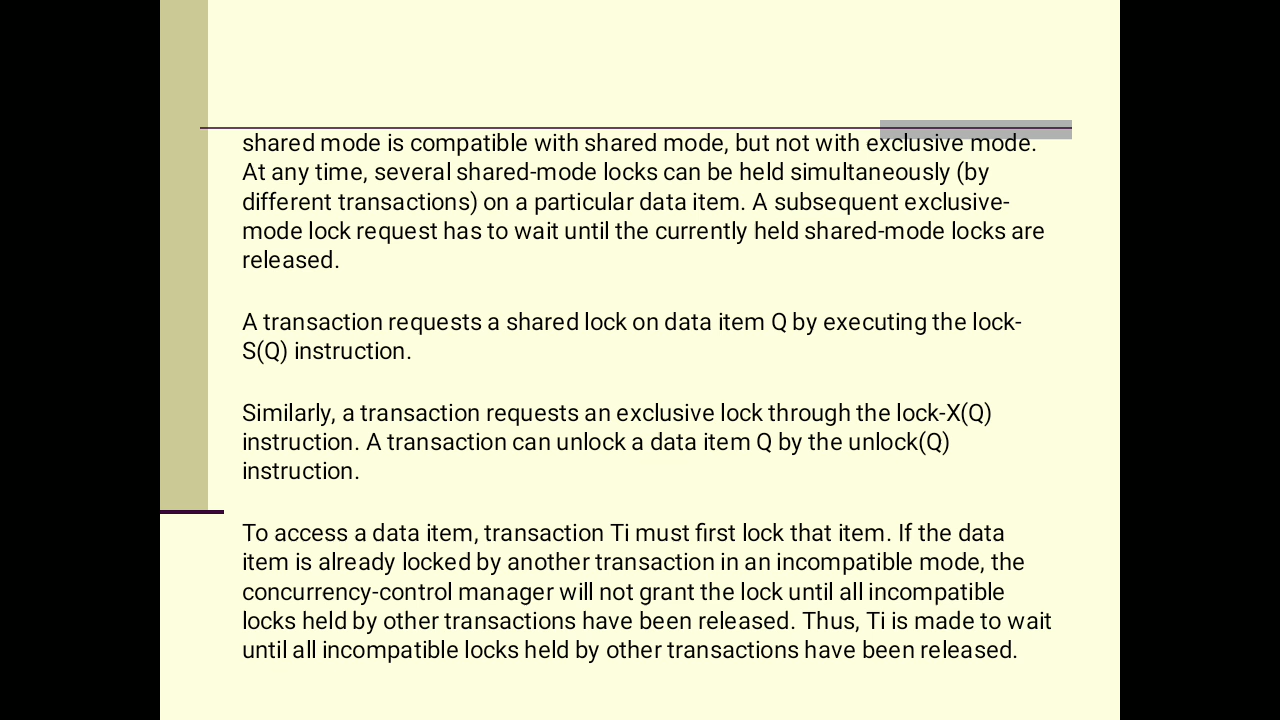 shared mode is compatible with shared mode, but not with exclusive mode.
At any time, several shared-mode locks can be held simultaneously (by
different transactions) on a particular data item. A subsequent exclusive-
mode lock request has to wait until the currently held shared-mode locks are
released.
A transaction requests a shared lock on data item Q by executing the lock-
S(Q) instruction.
Similarly, a transaction requests an exclusive lock through the lock-X(Q)
instruction. A transaction can unlock a data item Q by the unlock(Q)
instruction.
To access a data item, transaction Ti must first lock that item. If the data
item is already locked by another transaction in an incompatible mode, the
concurrency-control manager will not grant the lock until all incompatible
locks held by other transactions have been released. Thus, Ti is made to wait
until all incompatible locks held by other transactions have been released.